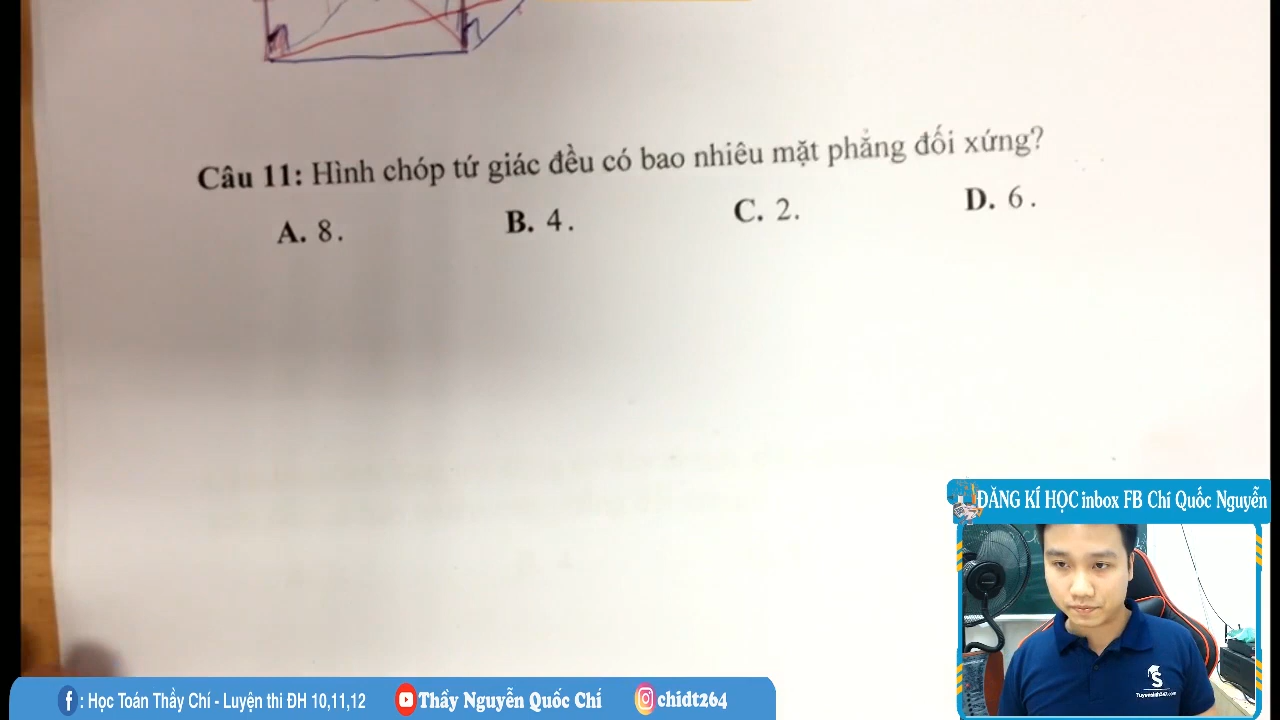 Câu 11: Hình chóp tứ giác đều có bao nhiêu mặt phẳng đối xứng?
A. 8. B. 4. C. 2. D. 6.
ĐĂNG KÍ HỌC inbox FB Chí Quốc Nguyễn
f : Học Toán Thầy Chí - Luyện thi ĐH 10,11,12 Thầy Nguyễn Quốc Chí chidt264